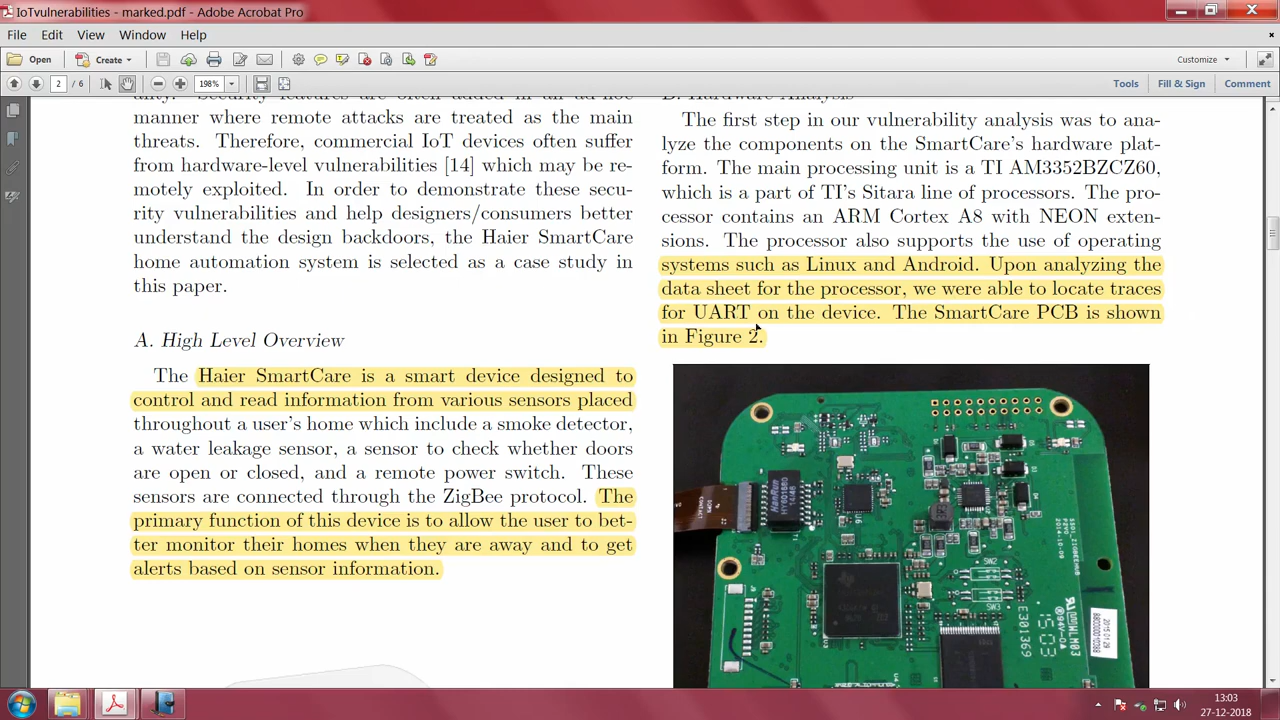 IoTvulnerabilities - marked.pdf - Adobe Acrobat Pro
File Edit View Window Help
Open Create Customize
2 / 6 198% Tools Fill & Sign Comment
manner where remote attacks are treated as the main
threats. Therefore, commercial IoT devices often suffer
from hardware-level vulnerabilities [14] which may be re-
motely exploited. In order to demonstrate these secu-
rity vulnerabilities and help designers/consumers better
understand the design backdoors, the Haier SmartCare
home automation system is selected as a case study in
this paper.
A. High Level Overview
The Haier SmartCare is a smart device designed to
control and read information from various sensors placed
throughout a user's home which include a smoke detector,
a water leakage sensor, a sensor to check whether doors
are open or closed, and a remote power switch. These
sensors are connected through the ZigBee protocol. The
primary function of this device is to allow the user to bet-
ter monitor their homes when they are away and to get
alerts based on sensor information.
The first step in our vulnerability analysis was to ana-
lyze the components on the SmartCare's hardware plat-
form. The main processing unit is a TI AM3352BZCZ60,
which is a part of TI's Sitara line of processors. The pro-
cessor contains an ARM Cortex A8 with NEON exten-
sions. The processor also supports the use of operating
systems such as Linux and Android. Upon analyzing the
data sheet for the processor, we were able to locate traces
for UART on the device. The SmartCare PCB is shown
in Figure 2.
HanRun
HY601680
SW2
SW3
E301369
1503
13:03
27-12-2018